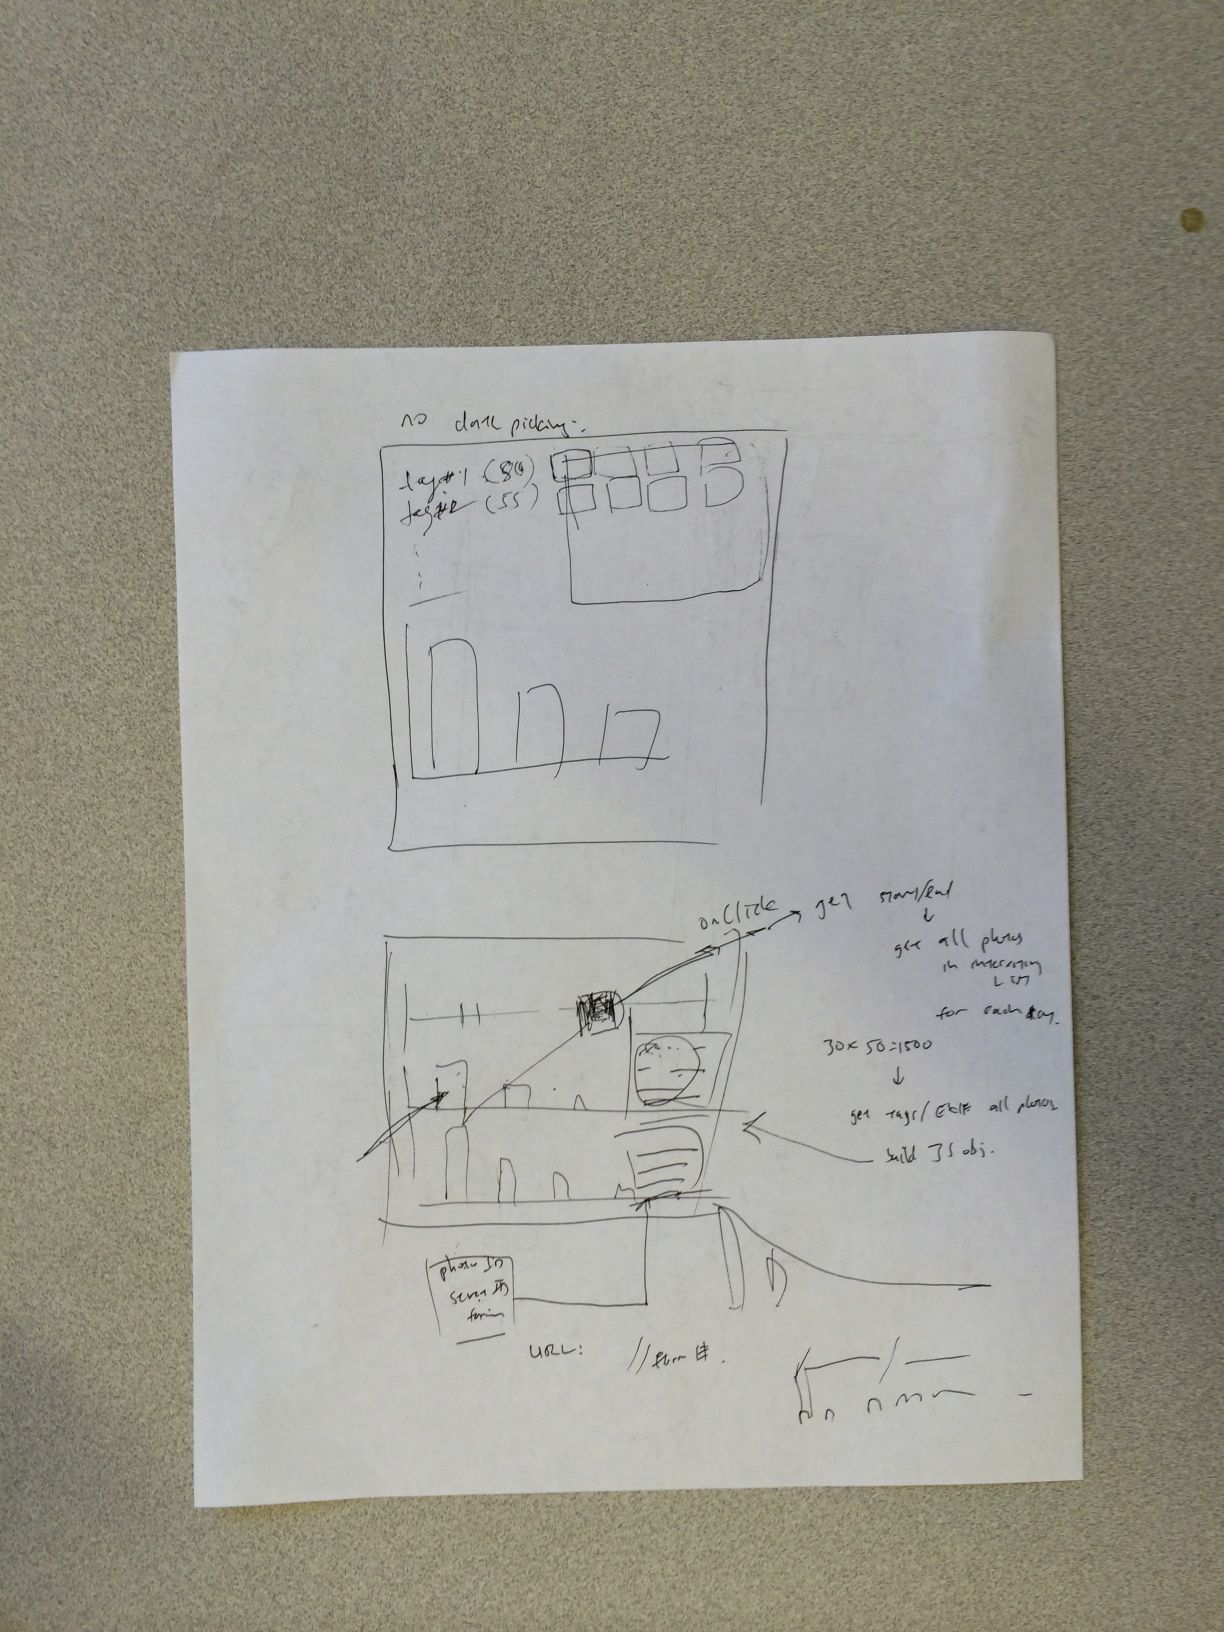 no date picking.
tag#1 (80)
tag#2 (55)
onClick
get start/end
get all photos
in interesting
list
for each day.
30 x 50 = 1500
get tags/EXIF all photos
build JS obj.
photo ID
server ID
farm
URL: //farm #.